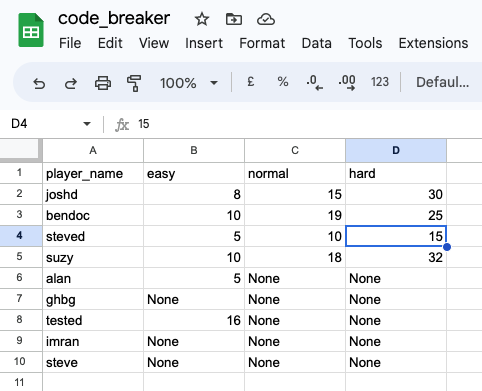 code_breaker
File Edit View Insert Format Data Tools Extensions
100% £ % .0 .00 123 Defaul...
D4 fx 15
A B C D
1 player_name easy normal hard
2 joshd 8 15 30
3 bendoc 10 19 25
4 steved 5 10 15
5 suzy 10 18 32
6 alan 5 None None
7 ghbg None None None
8 tested 16 None None
9 imran None None None
10 steve None None None
11